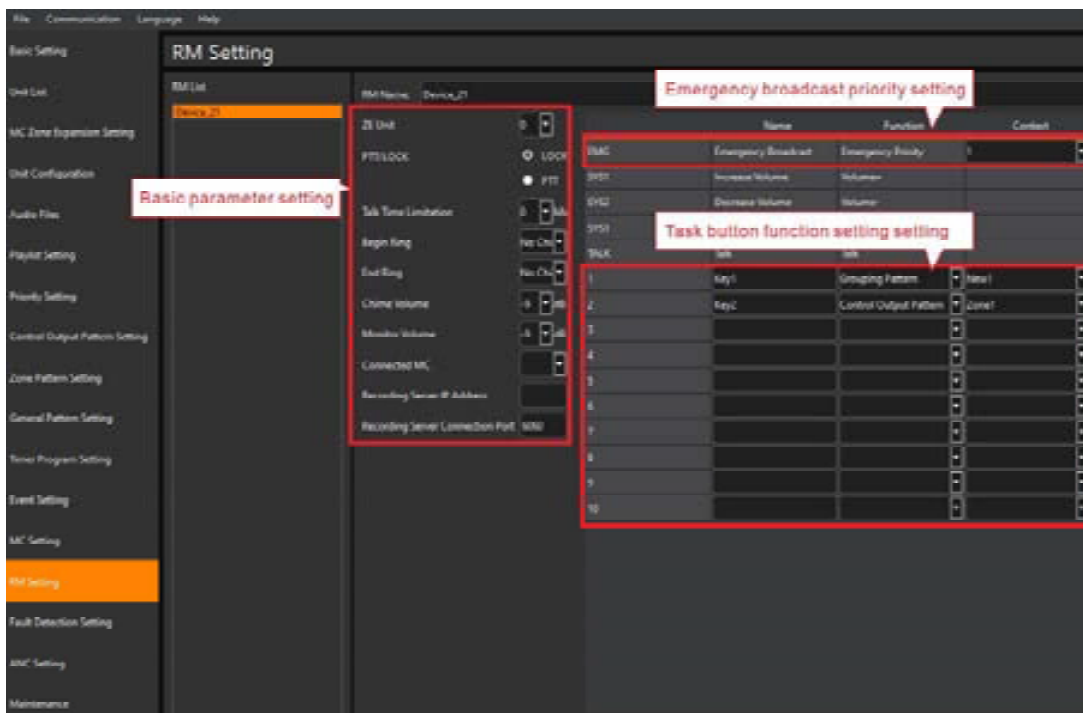 File Communication Language Help
Basic Setting
RM Setting
Unit List
MC Zone Expansion Setting
Unit Configuration
Audio Files
Playlist Setting
Priority Setting
Control Output Pattern Setting
Zone Pattern Setting
General Pattern Setting
Timer Program Setting
Event Setting
MC Setting
RM Setting
Fault Detection Setting
ANC Setting
Maintenance
RM List
Device_21
RM Name Device_21
ZE Unit 0
PTT/LOCK LOCK
PTT
Talk Time Limitation 0
Begin Ring No Chi
End Ring No Chi
Chime Volume dB
Monitor Volume dB
Connected MC
Recording Server IP Address
Recording Server Connection Port
Basic parameter setting
Emergency broadcast priority setting
Name Function Content
EMG Emergency Broadcast Emergency Priority 1
SYS1 Increase Volume Volume+
SYS2 Decrease Volume Volume-
SYS3
Task button function setting setting
TALK Talk Talk
1 Key1 Grouping Pattern New1
2 Key2 Control Output Pattern Zone1
3
4
5
6
7
8
9
10